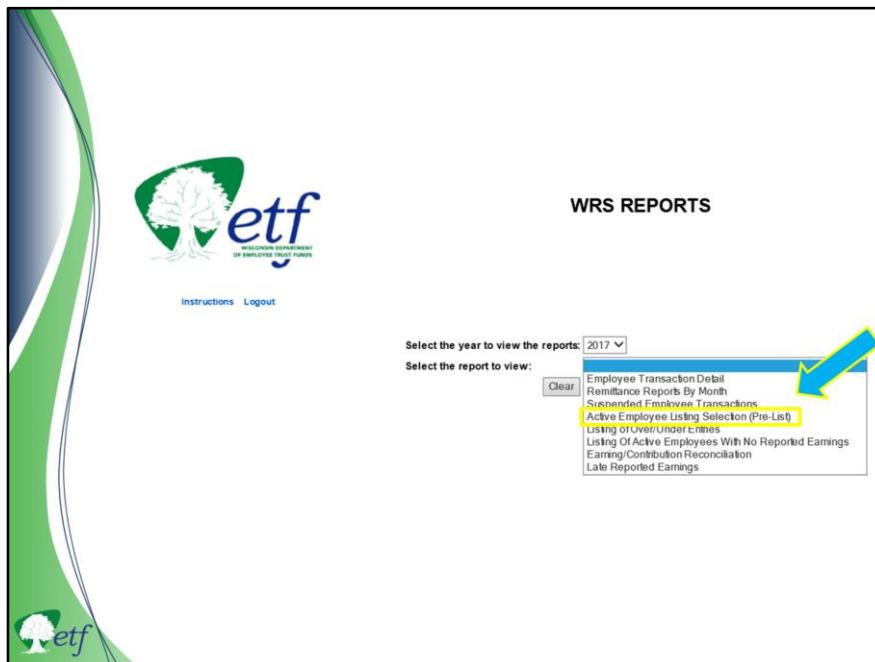 etf
WISCONSIN DEPARTMENT
OF EMPLOYEE TRUST FUNDS
Instructions Logout
WRS REPORTS
Select the year to view the reports: 2017
Select the report to view:
Clear
Employee Transaction Detail
Remittance Reports By Month
Suspended Employee Transactions
Active Employee Listing Selection (Pre-List)
Listing of Over/Under Entries
Listing Of Active Employees With No Reported Earnings
Earning/Contribution Reconciliation
Late Reported Earnings
etf